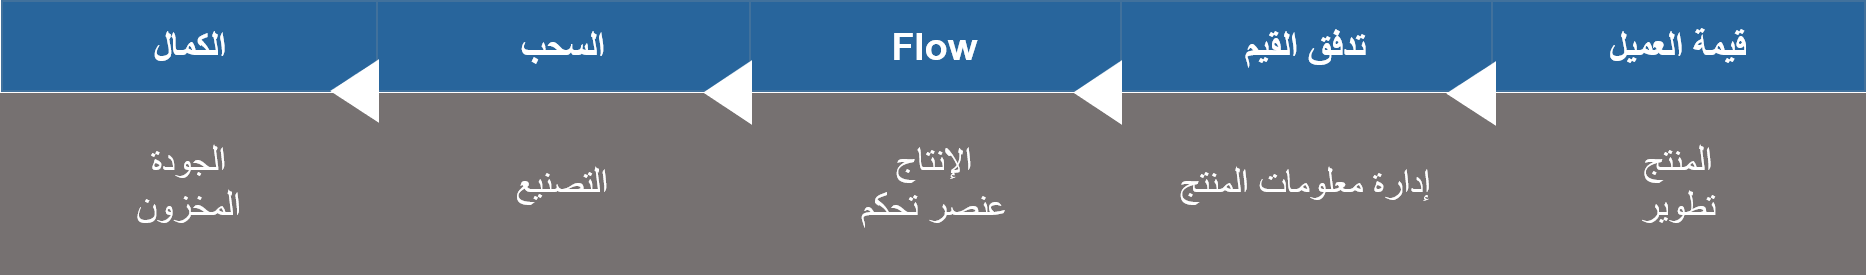 قيمة العميل
تدفق القيم
Flow
السحب
الكمال
المنتج
تطوير
إدارة معلومات المنتج
الإنتاج
عنصر تحكم
التصنيع
الجودة
المخزون